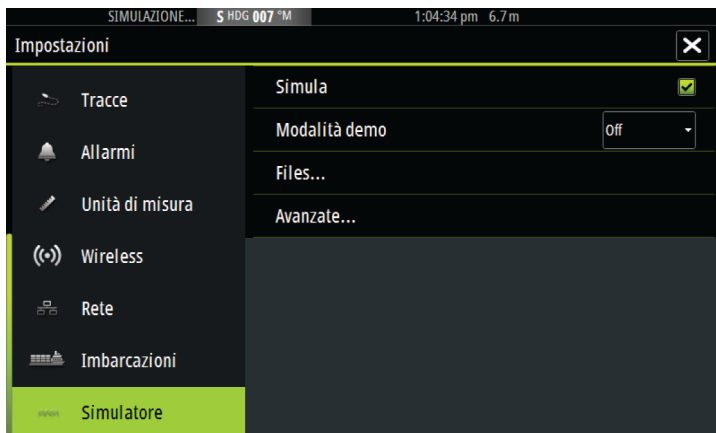 SIMULAZIONE... S HDG 007 °M 1:04:34 pm 6.7 m
Impostazioni
Tracce
Allarmi
Unità di misura
Wireless
Rete
Imbarcazioni
Simulatore
Simula
Modalità demo Off
Files...
Avanzate...